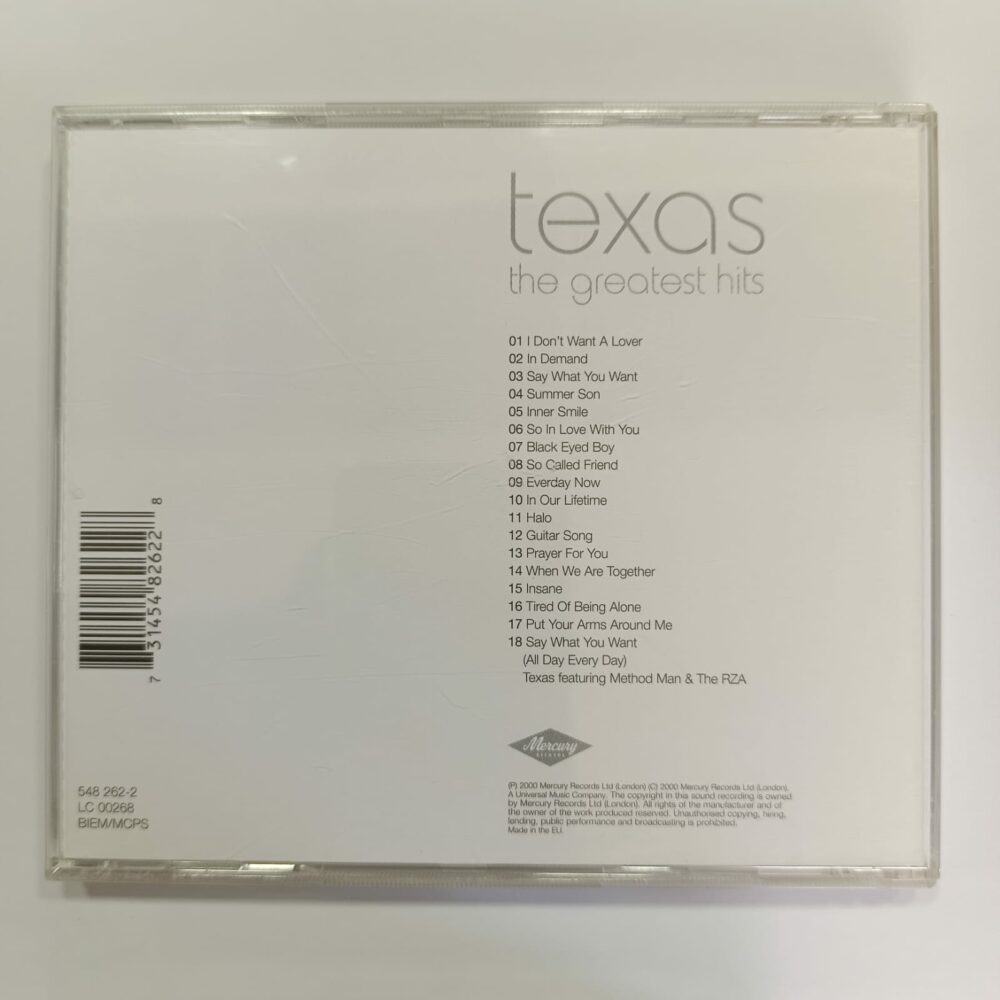 texas
the greatest hits
01 I Don't Want A Lover
02 In Demand
03 Say What You Want
04 Summer Son
05 Inner Smile
06 So In Love With You
07 Black Eyed Boy
08 So Called Friend
09 Everday Now
10 In Our Lifetime
11 Halo
12 Guitar Song
13 Prayer For You
14 When We Are Together
15 Insane
16 Tired Of Being Alone
17 Put Your Arms Around Me
18 Say What You Want
(All Day Every Day)
Texas featuring Method Man & The RZA
Mercury
RECORDS
(P) 2000 Mercury Records Ltd (London) (C) 2000 Mercury Records Ltd (London).
A Universal Music Company. The copyright in this sound recording is owned
by Mercury Records Ltd (London). All rights of the manufacturer and of
the owner of the work produced reserved. Unauthorised copying, hiring,
lending, public performance and broadcasting is prohibited.
Made in the EU.
7 31454 82622 8
548 262-2
LC 00268
BIEM/MCPS